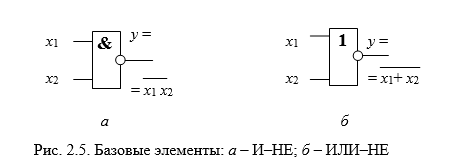 x1 & y =
x2 = x1 x2
а
x1 1 y =
x2 = x1+ x2
б
Рис. 2.5. Базовые элементы: а – И–НЕ; б – ИЛИ–НЕ